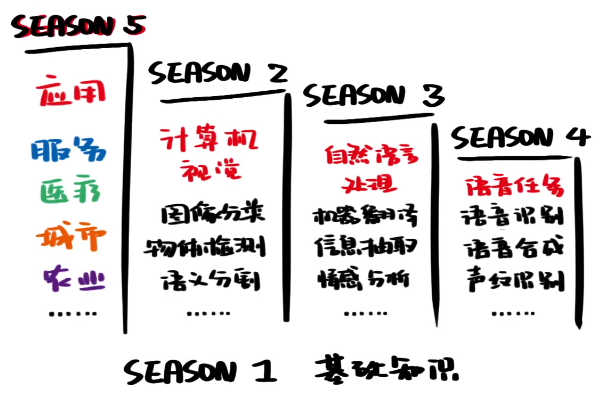 SEASON 5
应用
服务
医疗
城市
农业
......
SEASON 2
计算机
视觉
图像分类
物体检测
语义分割
......
SEASON 3
自然语言
处理
机器翻译
信息抽取
情感分析
......
SEASON 4
语音任务
语音识别
语音合成
声纹识别
......
SEASON 1 基础知识